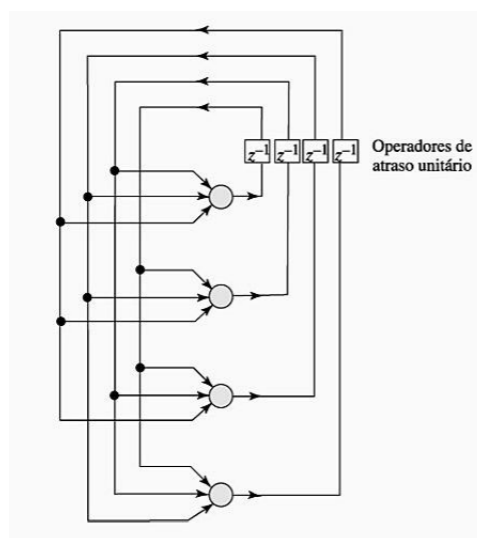 z⁻¹ z⁻¹ z⁻¹ z⁻¹
Operadores de
atraso unitário